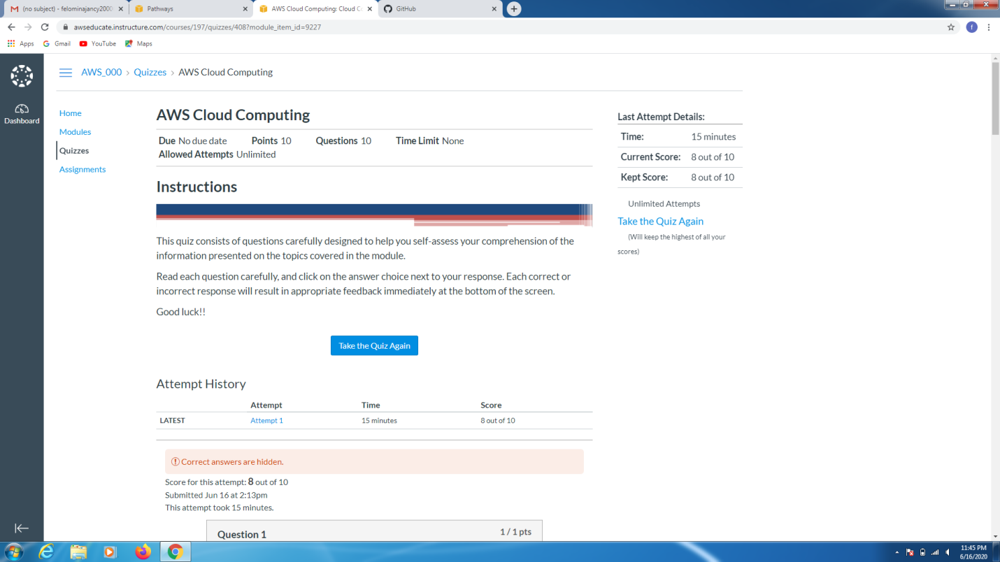 (no subject) - felominajancy2000
Pathways
AWS Cloud Computing: Cloud C
GitHub
awseducate.instructure.com/courses/197/quizzes/408?module_item_id=9227
f
Apps
Gmail
YouTube
Maps
Dashboard
AWS_000 > Quizzes > AWS Cloud Computing
Home
Modules
Quizzes
Assignments
AWS Cloud Computing
Due No due date Points 10 Questions 10 Time Limit None
Allowed Attempts Unlimited
Instructions
This quiz consists of questions carefully designed to help you self-assess your comprehension of the
information presented on the topics covered in the module.
Read each question carefully, and click on the answer choice next to your response. Each correct or
incorrect response will result in appropriate feedback immediately at the bottom of the screen.
Good luck!!
Take the Quiz Again
Attempt History
Attempt Time Score
LATEST Attempt 1 15 minutes 8 out of 10
Correct answers are hidden.
Score for this attempt: 8 out of 10
Submitted Jun 16 at 2:13pm
This attempt took 15 minutes.
Question 1 1 / 1 pts
Last Attempt Details:
Time: 15 minutes
Current Score: 8 out of 10
Kept Score: 8 out of 10
Unlimited Attempts
Take the Quiz Again
(Will keep the highest of all your
scores)
11:45 PM
6/16/2020